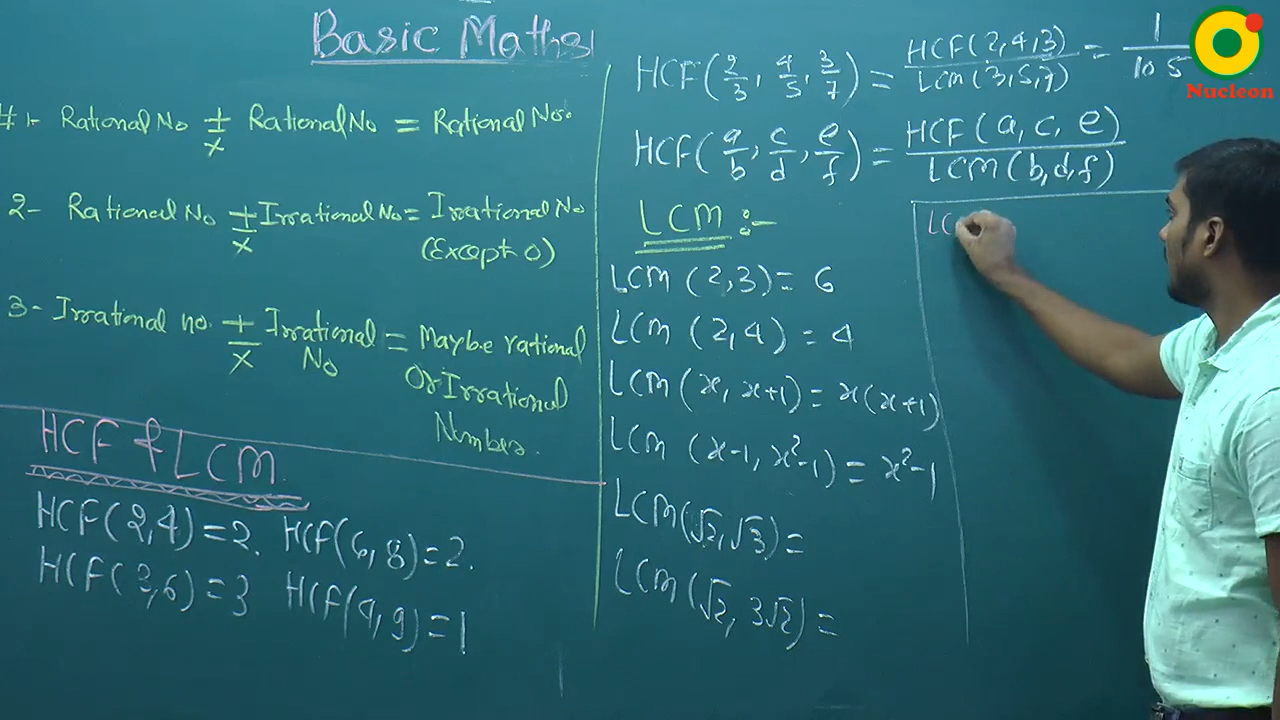 Basic Maths
#1- Rational No ± Rational No = Rational No.
x
2- Rational No ± Irrational No = Irrational No
x (Except 0)
3- Irrational no. ± Irrational = Maybe rational
x No Or Irrational
Number.
HCF & LCM
HCF(2,4)=2. HCF(6,8)=2.
HCF(3,6)=3 HCF(4,9)=1
HCF(2/3, 4/5, 3/7) = HCF(2,4,3)/LCM(3,5,7) = 1/105
HCF(a/b, c/d, e/f) = HCF(a, c, e)/LCM(b,d,f)
LCM :-
LCM (2,3) = 6
LCM (2,4) = 4
LCM (x, x+1) = x(x+1)
LCM (x-1, x²-1) = x²-1
LCM(√2,√3) =
LCM(√2, 3√2) =
LC
Nucleon